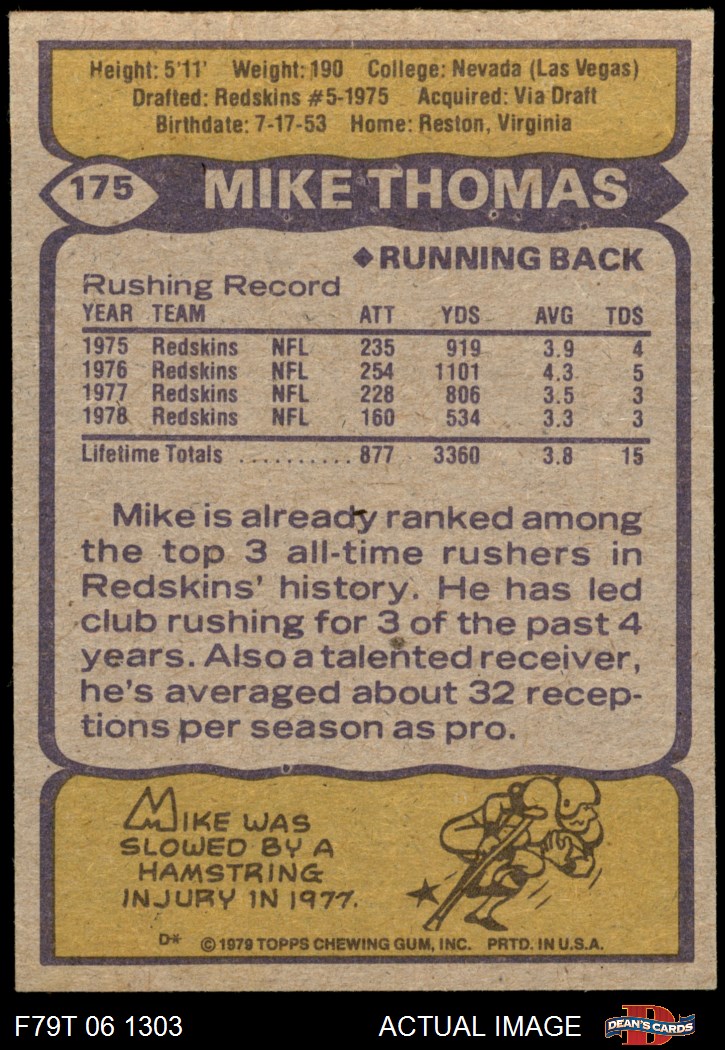 Height: 5'11' Weight: 190 College: Nevada (Las Vegas)
Drafted: Redskins #5-1975 Acquired: Via Draft
Birthdate: 7-17-53 Home: Reston, Virginia
175 MIKE THOMAS
◆RUNNING BACK
Rushing Record
YEAR TEAM ATT YDS AVG TDS
1975 Redskins NFL 235 919 3.9 4
1976 Redskins NFL 254 1101 4.3 5
1977 Redskins NFL 228 806 3.5 3
1978 Redskins NFL 160 534 3.3 3
Lifetime Totals .......... 877 3360 3.8 15
Mike is already ranked among
the top 3 all-time rushers in
Redskins' history. He has led
club rushing for 3 of the past 4
years. Also a talented receiver,
he's averaged about 32 recep-
tions per season as pro.
MIKE WAS
SLOWED BY A
HAMSTRING
INJURY IN 1977.
D* © 1979 TOPPS CHEWING GUM, INC. PRTD. IN U.S.A.
F79T 06 1303 ACTUAL IMAGE D DEAN'S CARDS